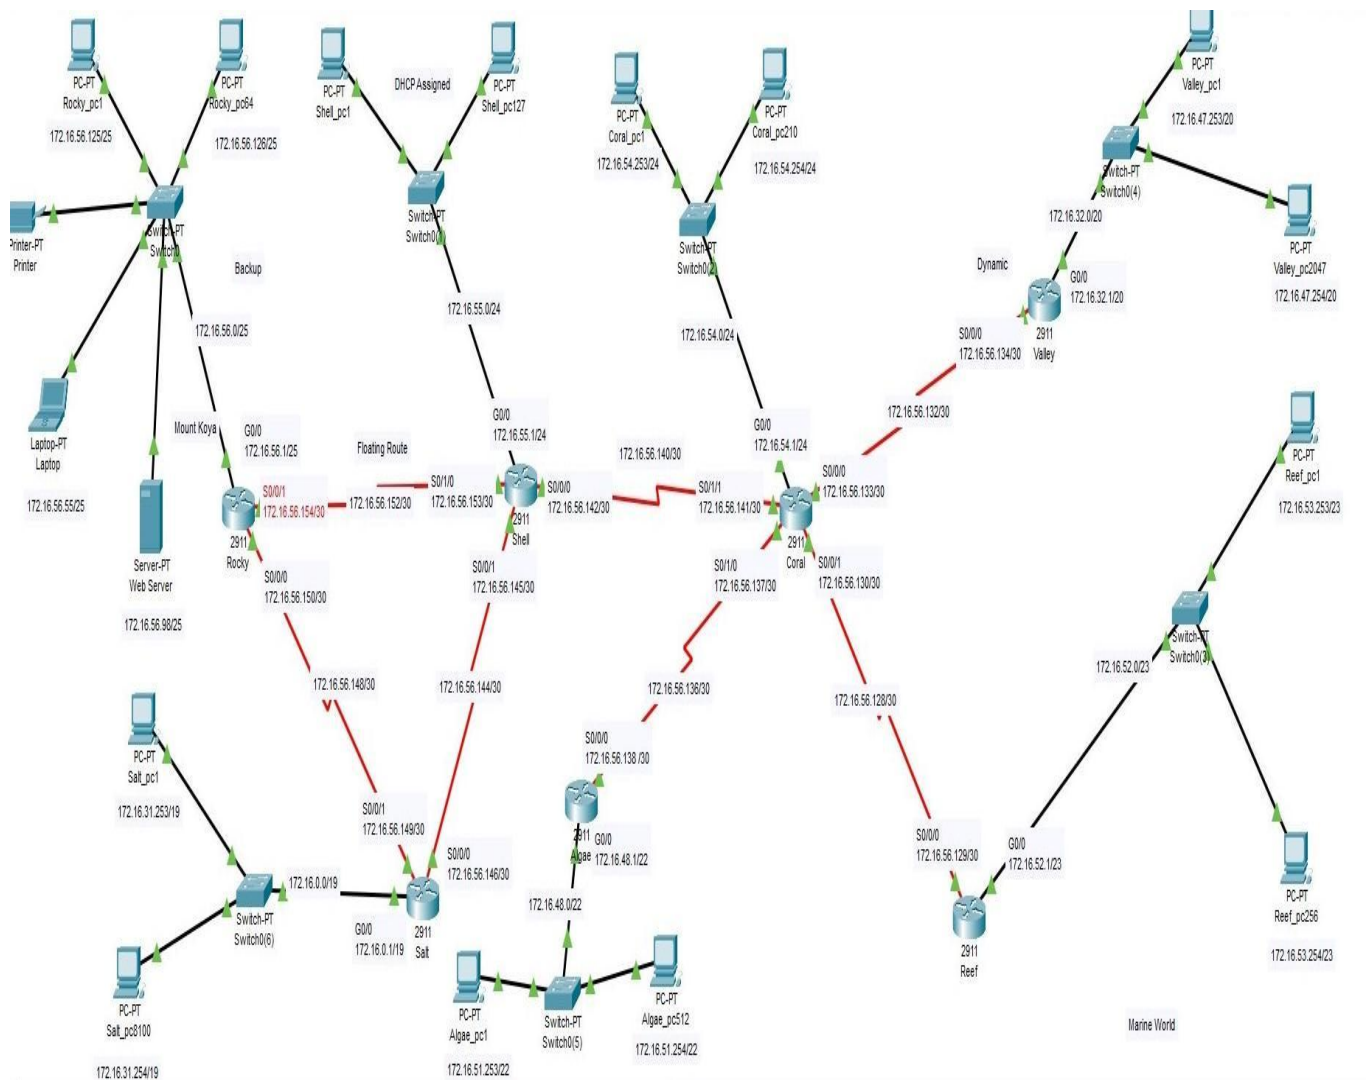 PC-PT
Rocky_pc1
172.16.56.125/25
PC-PT
Rocky_pc64
172.16.56.126/25
PC-PT
Shell_pc1
DHCP Assigned
PC-PT
Shell_pc127
PC-PT
Coral_pc1
172.16.54.253/24
PC-PT
Coral_pc210
172.16.54.254/24
PC-PT
Valley_pc1
172.16.47.253/20
Switch-PT
Switch0(4)
172.16.32.0/20
PC-PT
Valley_pc2047
172.16.47.254/20
Printer-PT
Printer
Switch-PT
Switch0
Backup
Switch-PT
Switch-PT
Switch0(2)
Dynamic
G0/0
172.16.32.1/20
2911
Valley
S0/0/0
172.16.56.134/30
172.16.56.0/25
172.16.55.0/24
172.16.54.0/24
172.16.56.132/30
Laptop-PT
Laptop
172.16.56.55/25
Mount Koya
G0/0
172.16.56.1/25
Floating Route
G0/0
172.16.55.1/24
172.16.56.140/30
G0/0
172.16.54.1/24
S0/0/1
172.16.56.154/30
172.16.56.152/30
S0/1/0
172.16.56.153/30
S0/0/0
172.16.56.142/30
S0/1/1
172.16.56.141/30
S0/0/0
172.16.56.133/30
2911
Rocky
2911
Shell
2911
Coral
PC-PT
Reef_pc1
172.16.53.253/23
Server-PT
Web Server
172.16.56.98/25
S0/0/0
172.16.56.150/30
S0/0/1
172.16.56.145/30
S0/1/0
172.16.56.137/30
S0/0/1
172.16.56.130/30
Switch-PT
Switch0(3)
172.16.52.0/23
172.16.56.148/30
172.16.56.144/30
172.16.56.136/30
172.16.56.128/30
PC-PT
Salt_pc1
172.16.31.253/19
S0/0/0
172.16.56.138 /30
S0/0/1
172.16.56.149/30
S0/0/0
172.16.56.146/30
2911
Algae
G0/0
172.16.48.1/22
S0/0/0
172.16.56.129/30
G0/0
172.16.52.1/23
172.16.0.0/19
Switch-PT
Switch0(6)
G0/0
172.16.0.1/19
2911
Salt
172.16.48.0/22
2911
Reef
PC-PT
Reef_pc256
172.16.53.254/23
PC-PT
Salt_pc8100
172.16.31.254/19
PC-PT
Algae_pc1
172.16.51.253/22
Switch-PT
Switch0(5)
PC-PT
Algae_pc512
172.16.51.254/22
Marine World